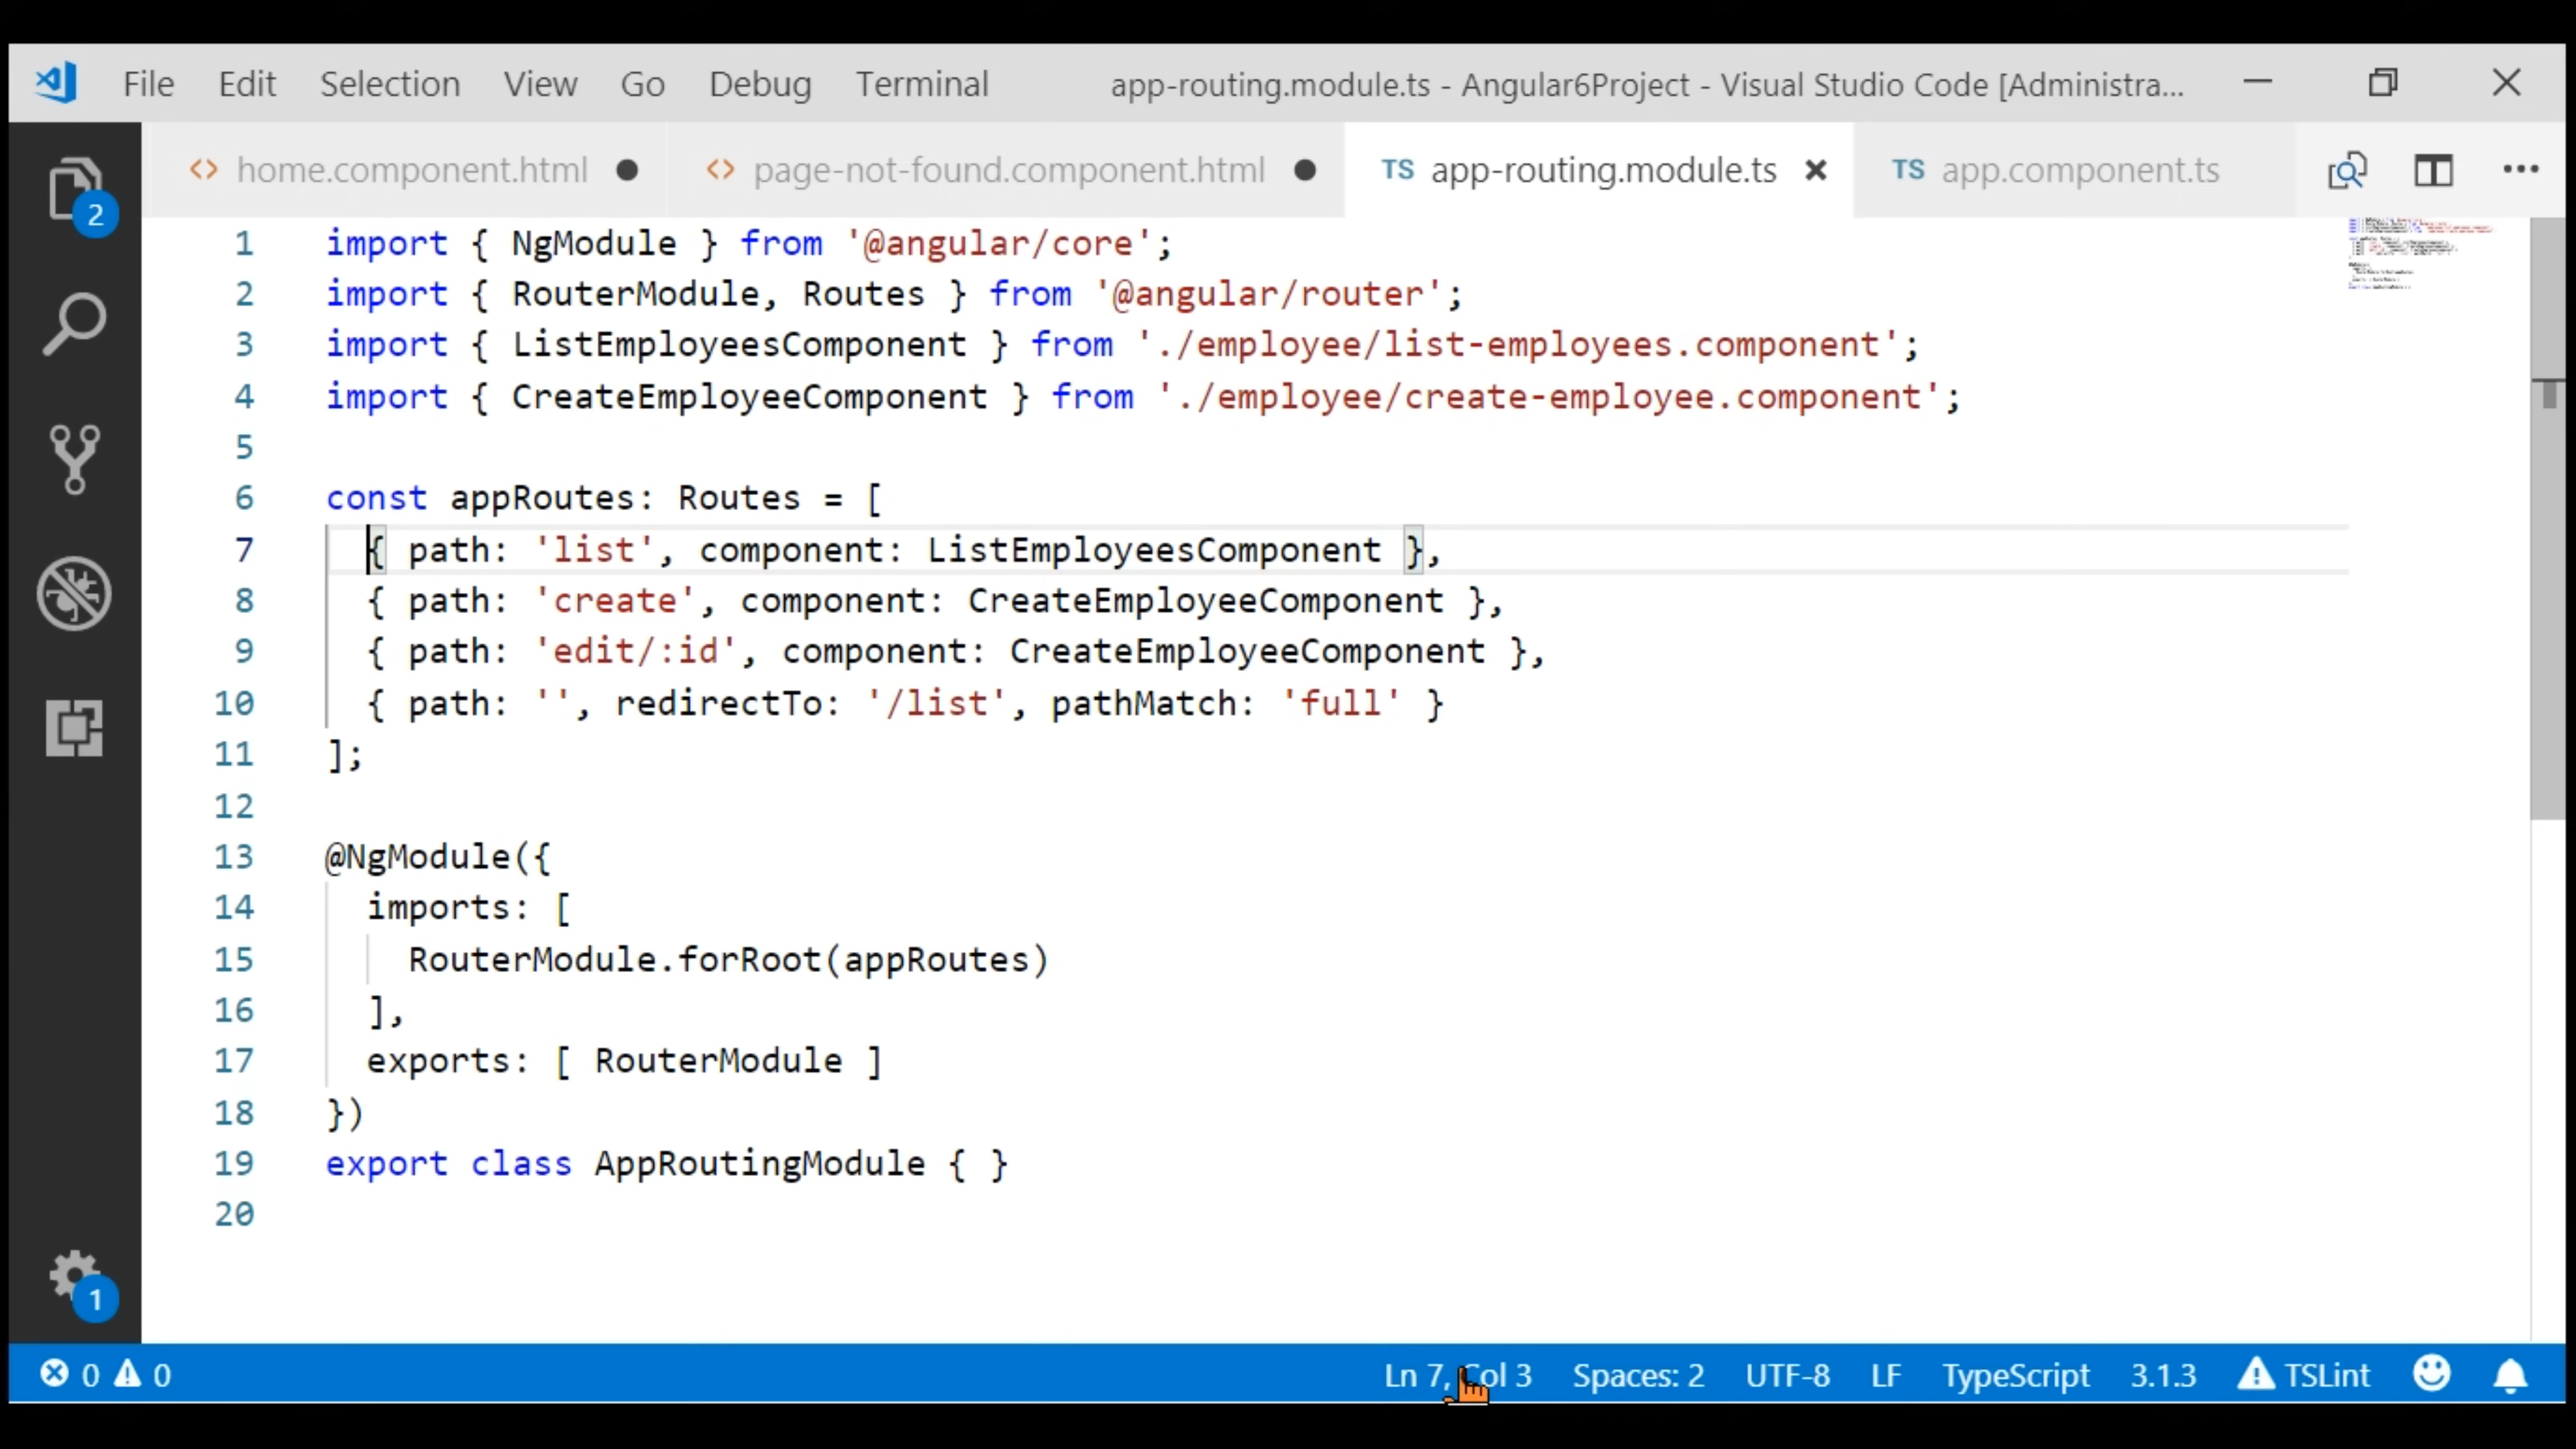 File Edit Selection View Go Debug Terminal app-routing.module.ts - Angular6Project - Visual Studio Code [Administra...
home.component.html page-not-found.component.html TS app-routing.module.ts TS app.component.ts
2
1 import { NgModule } from '@angular/core';
2 import { RouterModule, Routes } from '@angular/router';
3 import { ListEmployeesComponent } from './employee/list-employees.component';
4 import { CreateEmployeeComponent } from './employee/create-employee.component';
5
6 const appRoutes: Routes = [
7 { path: 'list', component: ListEmployeesComponent },
8 { path: 'create', component: CreateEmployeeComponent },
9 { path: 'edit/:id', component: CreateEmployeeComponent },
10 { path: '', redirectTo: '/list', pathMatch: 'full' }
11 ];
12
13 @NgModule({
14 imports: [
15 RouterModule.forRoot(appRoutes)
16 ],
17 exports: [ RouterModule ]
18 })
19 export class AppRoutingModule { }
20
1
0 0 Ln 7, Col 3 Spaces: 2 UTF-8 LF TypeScript 3.1.3 TSLint